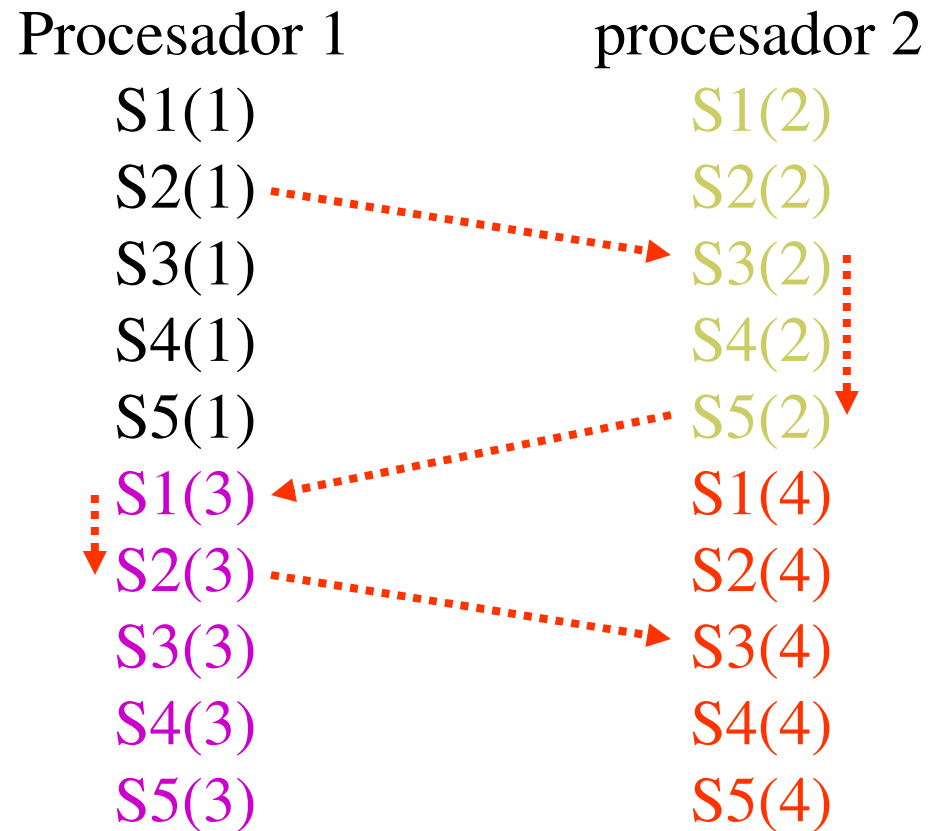 Procesador 1 procesador 2
S1(1) S1(2)
S2(1) S2(2)
S3(1) S3(2)
S4(1) S4(2)
S5(1) S5(2)
S1(3) S1(4)
S2(3) S2(4)
S3(3) S3(4)
S4(3) S4(4)
S5(3) S5(4)